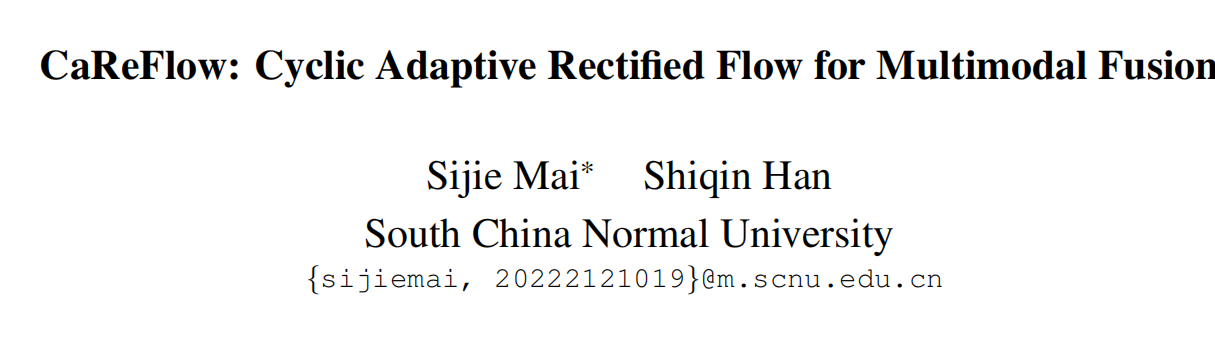 CaReFlow: Cyclic Adaptive Rectified Flow for Multimodal Fusion
Sijie Mai* Shiqin Han
South China Normal University
{sijiemai, 20222121019}@m.scnu.edu.cn